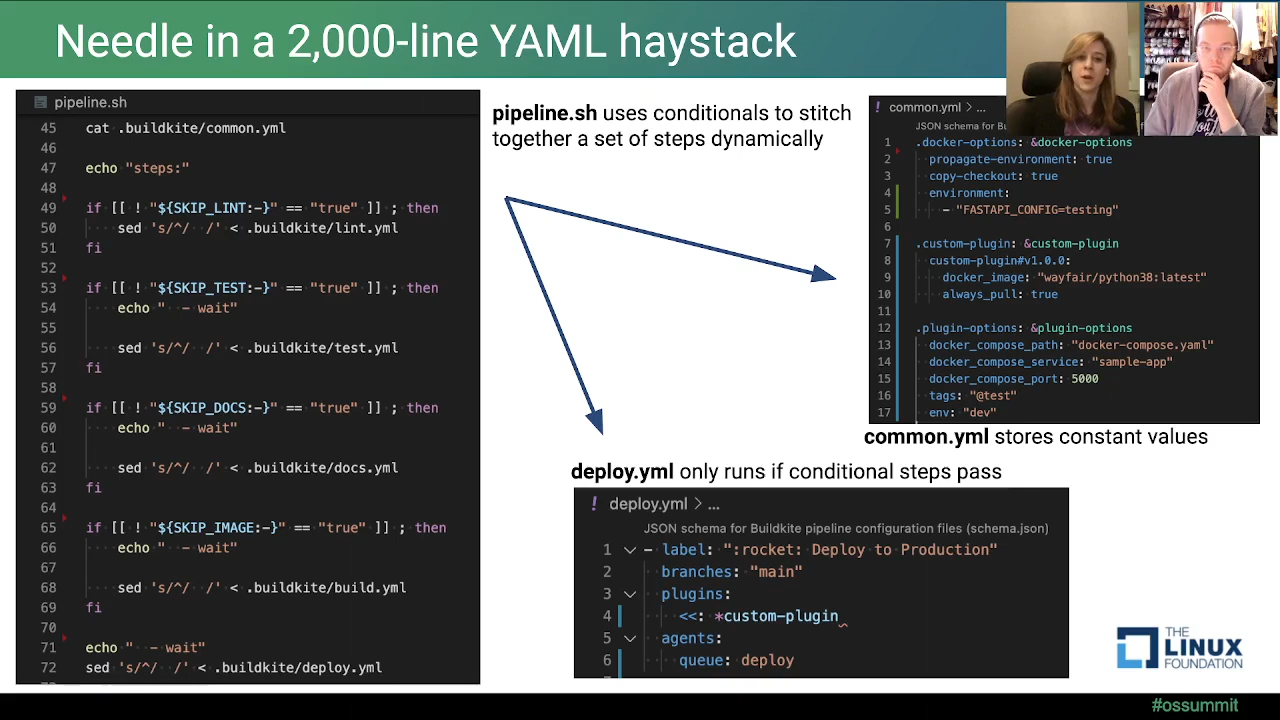 Needle in a 2,000-line YAML haystack
pipeline.sh
45 cat .buildkite/common.yml
46
47 echo "steps:"
48
49 if [[ ! "${SKIP_LINT:-}" == "true" ]] ; then
50 sed 's/^/  /' < .buildkite/lint.yml
51 fi
52
53 if [[ ! "${SKIP_TEST:-}" == "true" ]] ; then
54 echo "  - wait"
55
56 sed 's/^/  /' < .buildkite/test.yml
57 fi
58
59 if [[ ! "${SKIP_DOCS:-}" == "true" ]] ; then
60 echo "  - wait"
61
62 sed 's/^/  /' < .buildkite/docs.yml
63 fi
64
65 if [[ ! "${SKIP_IMAGE:-}" == "true" ]] ; then
66 echo "  - wait"
67
68 sed 's/^/  /' < .buildkite/build.yml
69 fi
70
71 echo "  - wait"
72 sed 's/^/  /' < .buildkite/deploy.yml
pipeline.sh uses conditionals to stitch
together a set of steps dynamically
! common.yml > ...
JSON schema for
1 .docker-options: &docker-options
2 propagate-environment: true
3 copy-checkout: true
4 environment:
5 - "FASTAPI_CONFIG=testing"
6
7 .custom-plugin: &custom-plugin
8 custom-plugin#v1.0.0:
9 docker_image: "wayfair/python38:latest"
10 always_pull: true
11
12 .plugin-options: &plugin-options
13 docker_compose_path: "docker-compose.yaml"
14 docker_compose_service: "sample-app"
15 docker_compose_port: 5000
16 tags: "@test"
17 env: "dev"
common.yml stores constant values
deploy.yml only runs if conditional steps pass
! deploy.yml > ...
JSON schema for Buildkite pipeline configuration files (schema.json)
1 - label: ":rocket: Deploy to Production"
2 branches: "main"
3 plugins:
4 <<: *custom-plugin
5 agents:
6 queue: deploy
THE
LINUX
FOUNDATION
#ossummit